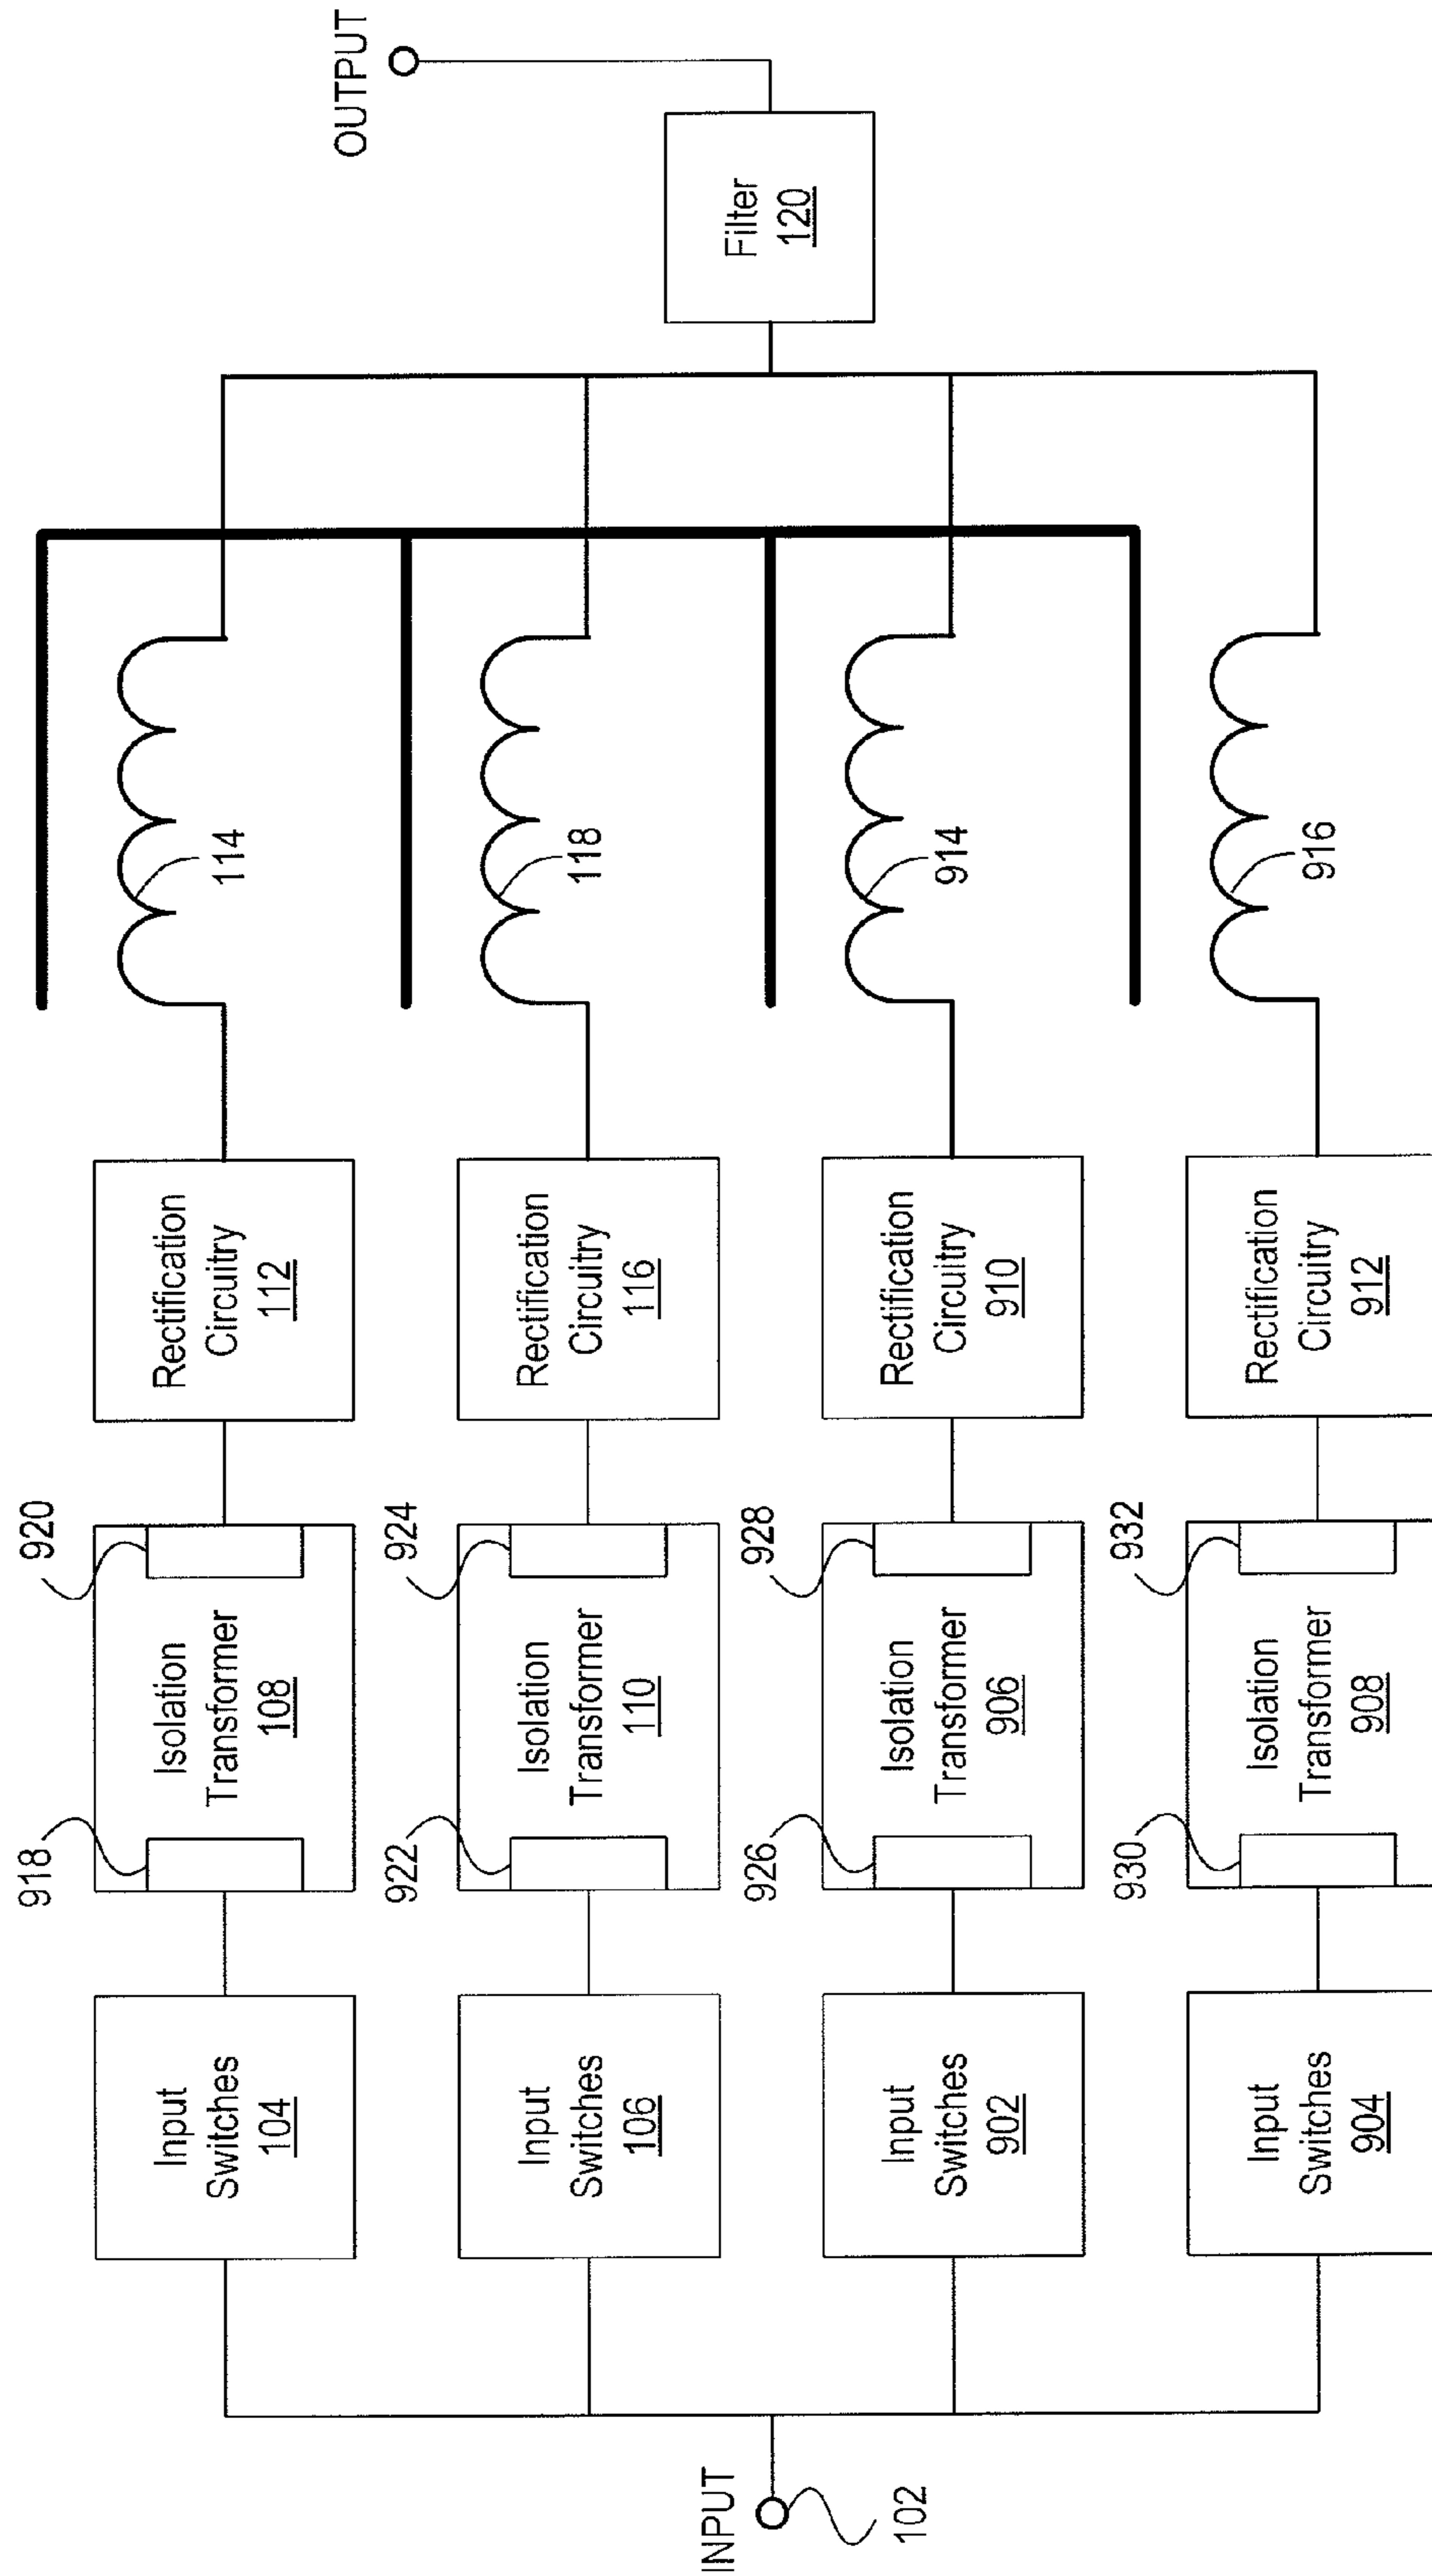 INPUT
102
Input
Switches
104
918
Isolation
Transformer
108
920
Rectification
Circuitry
112
114
Input
Switches
106
922
Isolation
Transformer
110
924
Rectification
Circuitry
116
118
Input
Switches
902
926
Isolation
Transformer
906
928
Rectification
Circuitry
910
914
Input
Switches
904
930
Isolation
Transformer
908
932
Rectification
Circuitry
912
916
Filter
120
OUTPUT